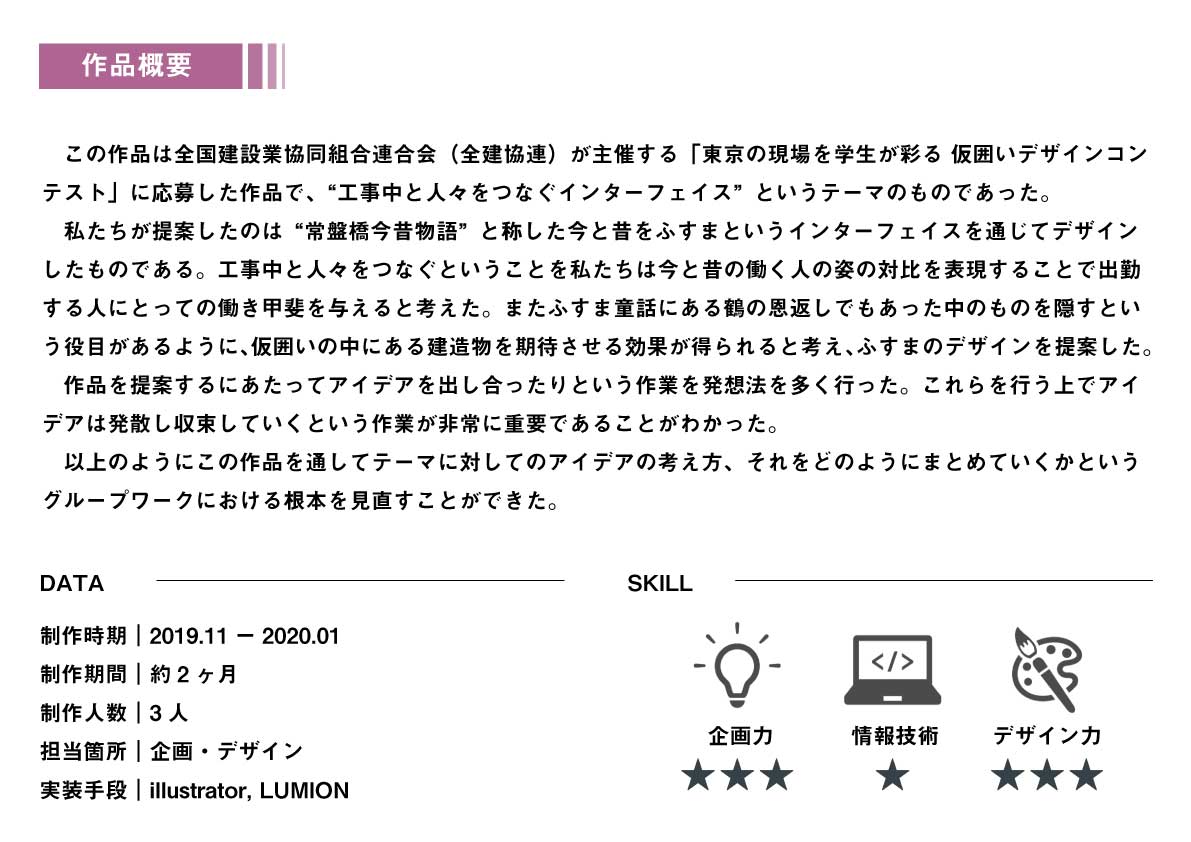 作品概要
　この作品は全国建設業協同組合連合会（全建協連）が主催する「東京の現場を学生が彩る 仮囲いデザインコン
テスト」に応募した作品で、“工事中と人々をつなぐインターフェイス” というテーマのものであった。
　私たちが提案したのは “常盤橋今昔物語” と称した今と昔をふすまというインターフェイスを通じてデザイン
したものである。工事中と人々をつなぐということを私たちは今と昔の働く人の姿の対比を表現することで出勤
する人にとっての働き甲斐を与えると考えた。またふすま童話にある鶴の恩返しでもあった中のものを隠すとい
う役目があるように、仮囲いの中にある建造物を期待させる効果が得られると考え、ふすまのデザインを提案した。
　作品を提案するにあたってアイデアを出し合ったりという作業を発想法を多く行った。これらを行う上でアイ
デアは発散し収束していくという作業が非常に重要であることがわかった。
　以上のようにこの作品を通してテーマに対してのアイデアの考え方、それをどのようにまとめていくかという
グループワークにおける根本を見直すことができた。
DATA
制作時期｜2019.11 ー 2020.01
制作期間｜約 2 ヶ月
制作人数｜3 人
担当箇所｜企画・デザイン
実装手段｜illustrator, LUMION
SKILL
</>
企画力 情報技術 デザイン力
★★★ ★ ★★★